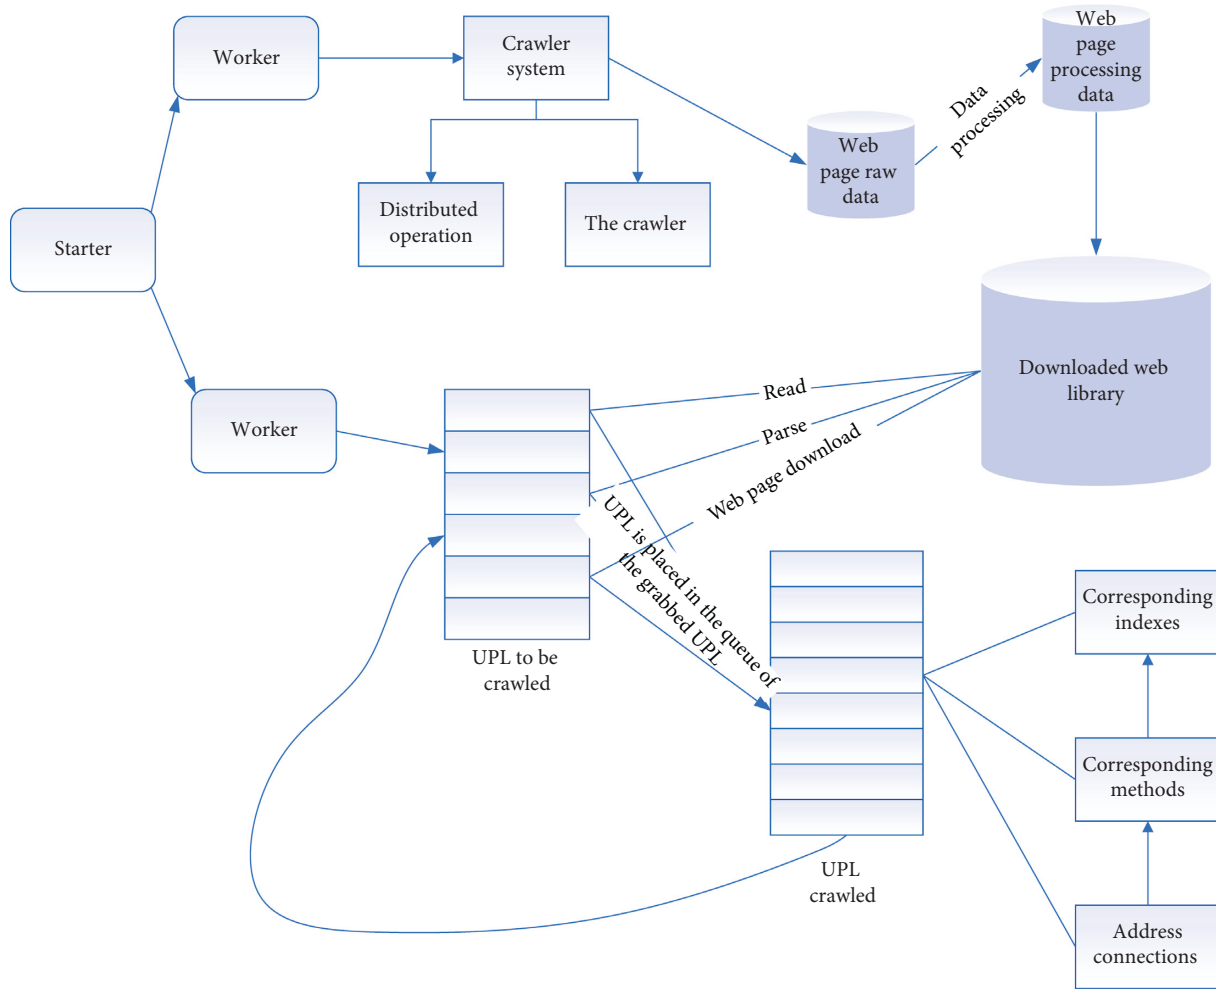 Worker
Crawler
system
Web
page
processing
data
Data
processing
Web
page raw
data
Distributed
operation
The crawler
Starter
Downloaded web
library
Read
Worker
Parse
Web page download
UPL is placed in the queue of
the grabbed UPL
UPL to be
crawled
Corresponding
indexes
Corresponding
methods
UPL
crawled
Address
connections